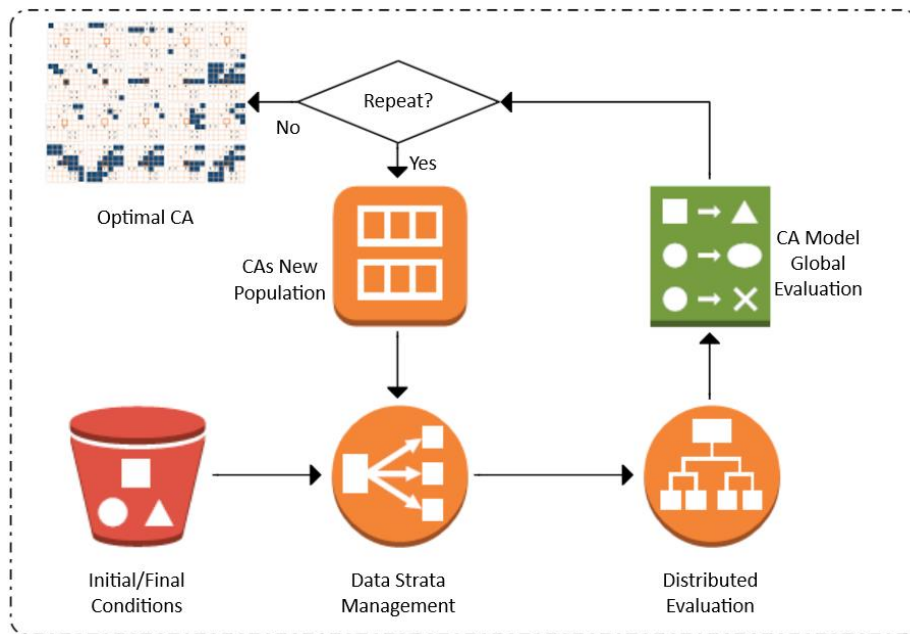 Repeat?
No
Yes
Optimal CA
CAs New
Population
CA Model
Global
Evaluation
Initial/Final
Conditions
Data Strata
Management
Distributed
Evaluation